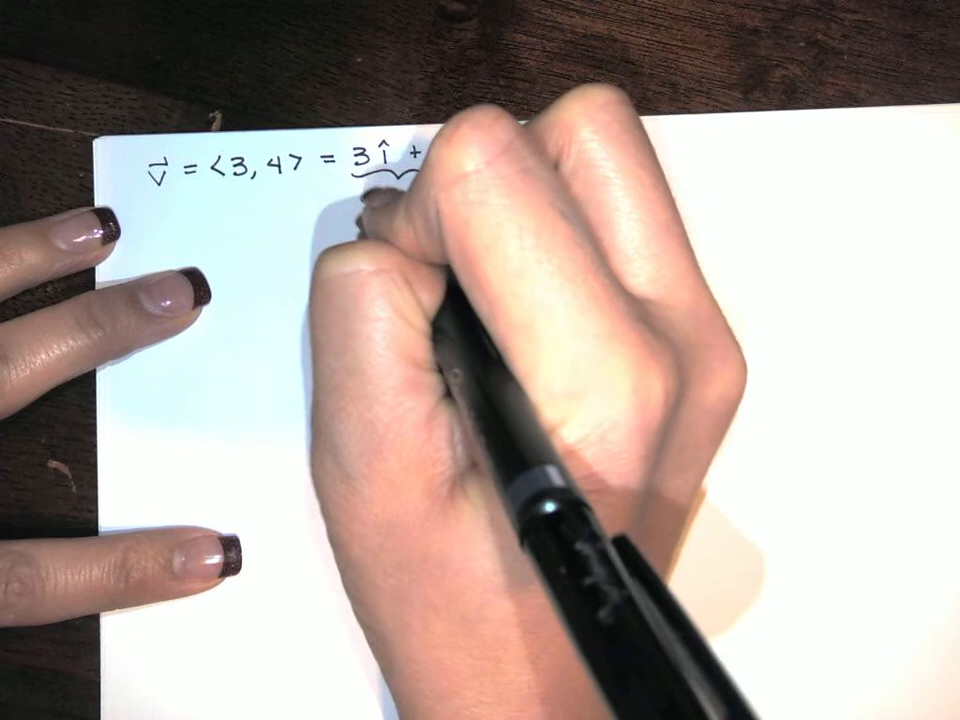 v⃗ = <3, 4> = 3î +